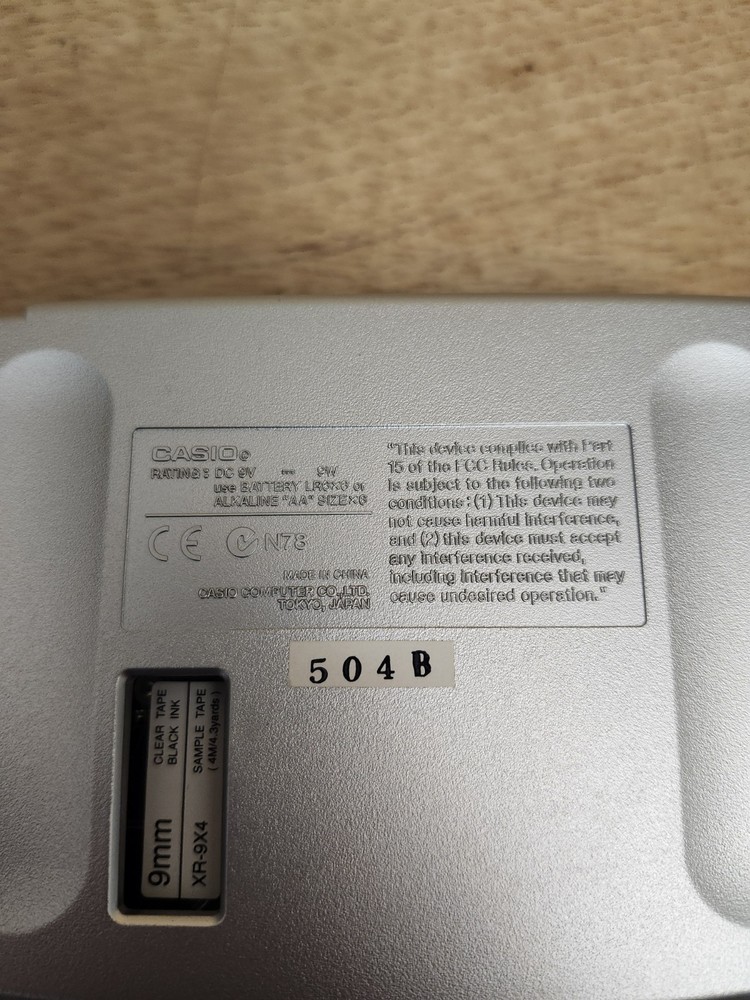 CASIO®
RATING : DC 9V ⎓ 9W
use BATTERY LR6×6 or
ALKALINE "AA" SIZE×6
CE N78
MADE IN CHINA
CASIO COMPUTER CO.,LTD.
TOKYO, JAPAN
"This device complies with Part
15 of the FCC Rules. Operation
is subject to the following two
conditions : (1) This device may
not cause harmful interference,
and (2) this device must accept
any interference received,
including interference that may
cause undesired operation."
504B
CLEAR TAPE
BLACK INK
9mm
SAMPLE TAPE
( 4M/4.3yards )
XR-9X4